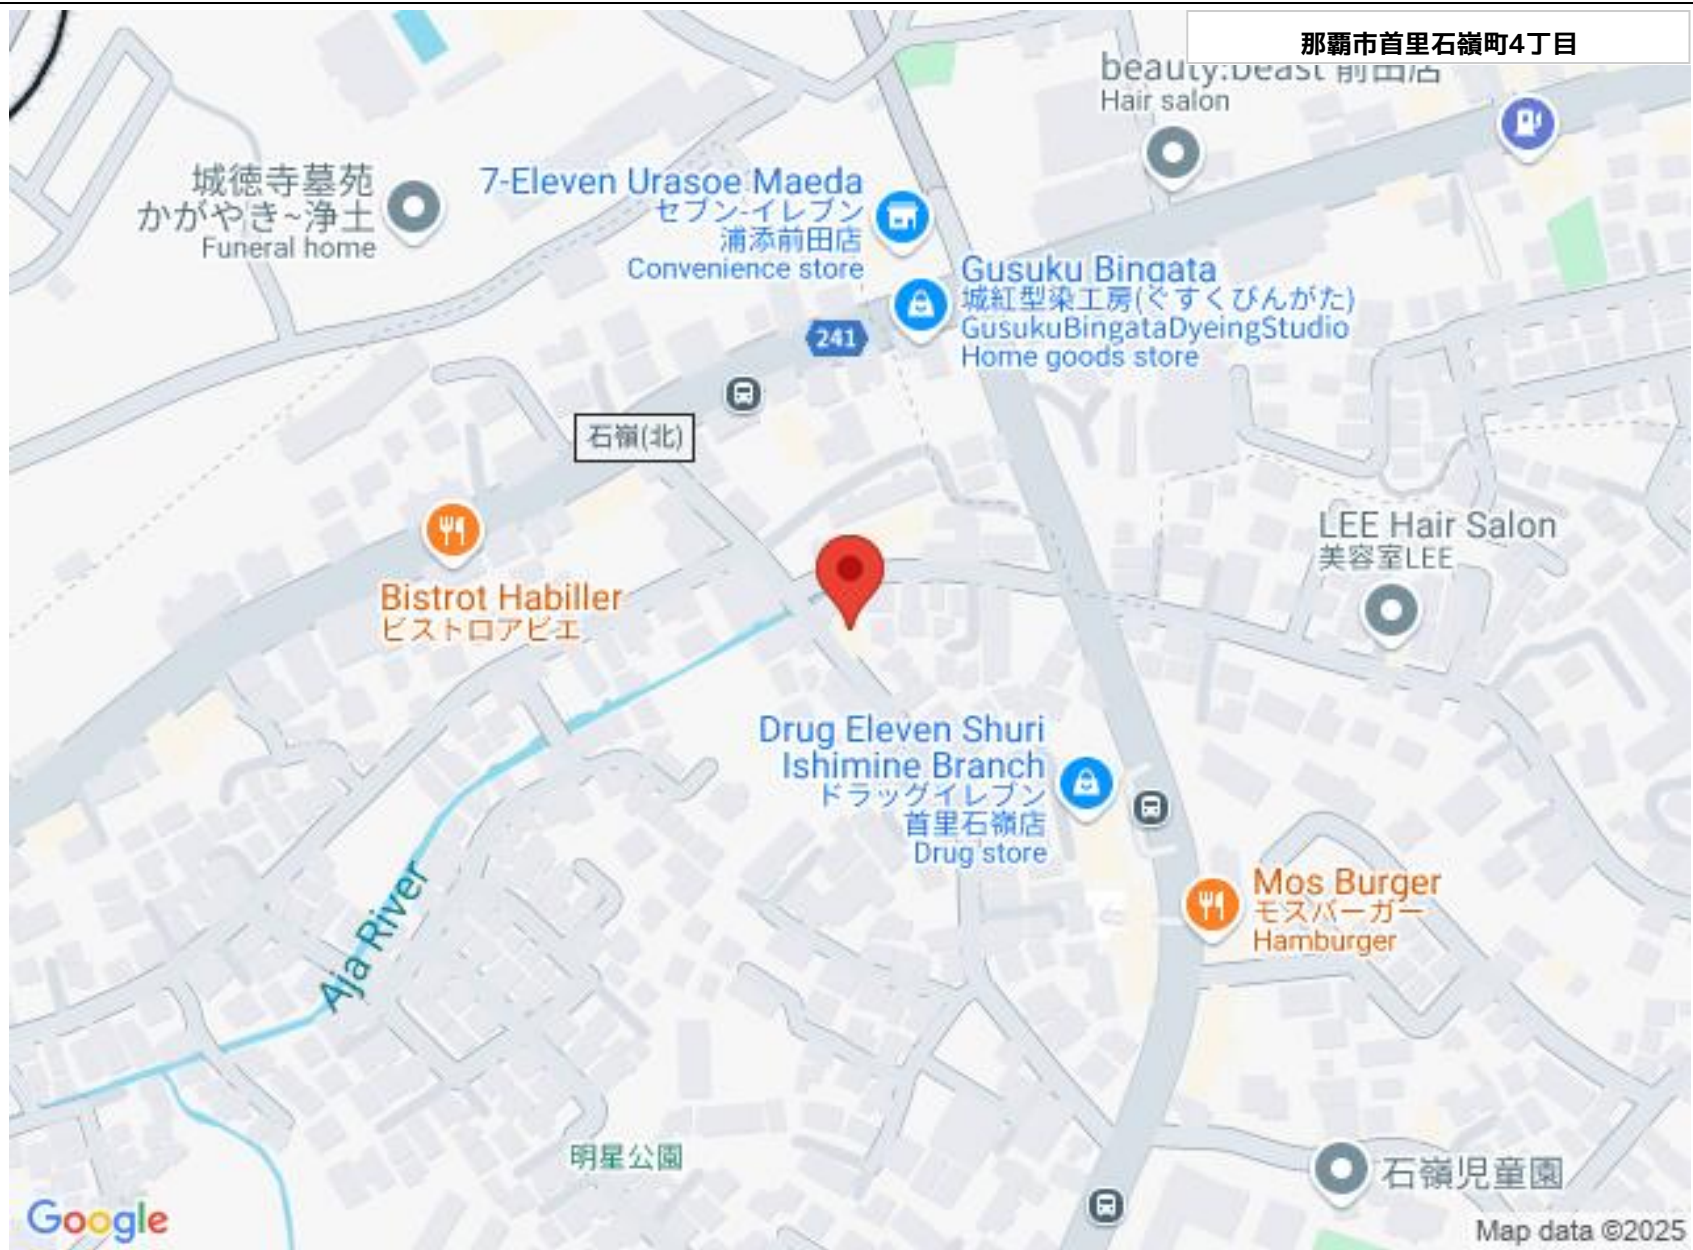 那覇市首里石嶺町4丁目
beauty:beast 前田店
Hair salon
城徳寺墓苑
かがやき~浄土
Funeral home
7-Eleven Urasoe Maeda
セブン-イレブン
浦添前田店
Convenience store
Gusuku Bingata
城紅型染工房(ぐすくびんがた)
GusukuBingataDyeingStudio
Home goods store
241
石嶺(北)
Bistrot Habiller
ビストロアビエ
LEE Hair Salon
美容室LEE
Drug Eleven Shuri
Ishimine Branch
ドラッグイレブン
首里石嶺店
Drug store
Aja River
Mos Burger
モスバーガー
Hamburger
明星公園
石嶺児童園
Google
Map data ©2025